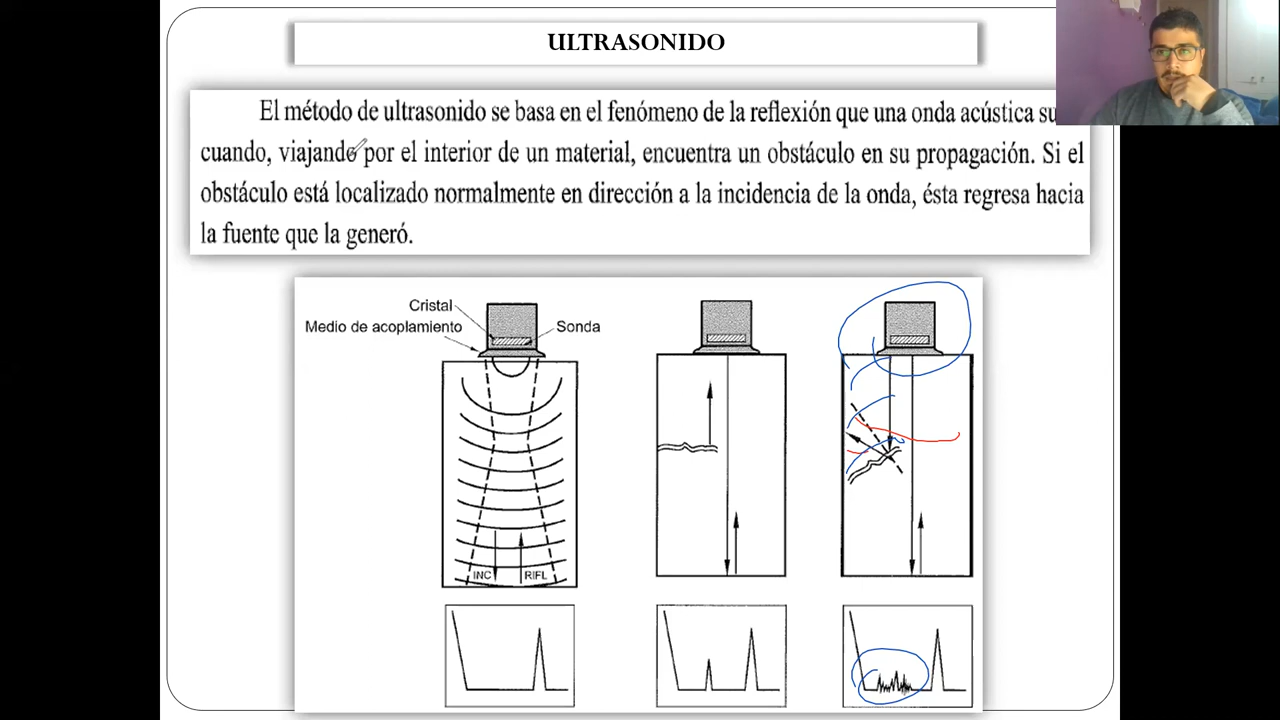 ULTRASONIDO
El método de ultrasonido se basa en el fenómeno de la reflexión que una onda acústica
cuando, viajando por el interior de un material, encuentra un obstáculo en su propagación. Si el
obstáculo está localizado normalmente en dirección a la incidencia de la onda, ésta regresa hacia
la fuente que la generó.
Cristal
Medio de acoplamiento
Sonda
INC
RIFL